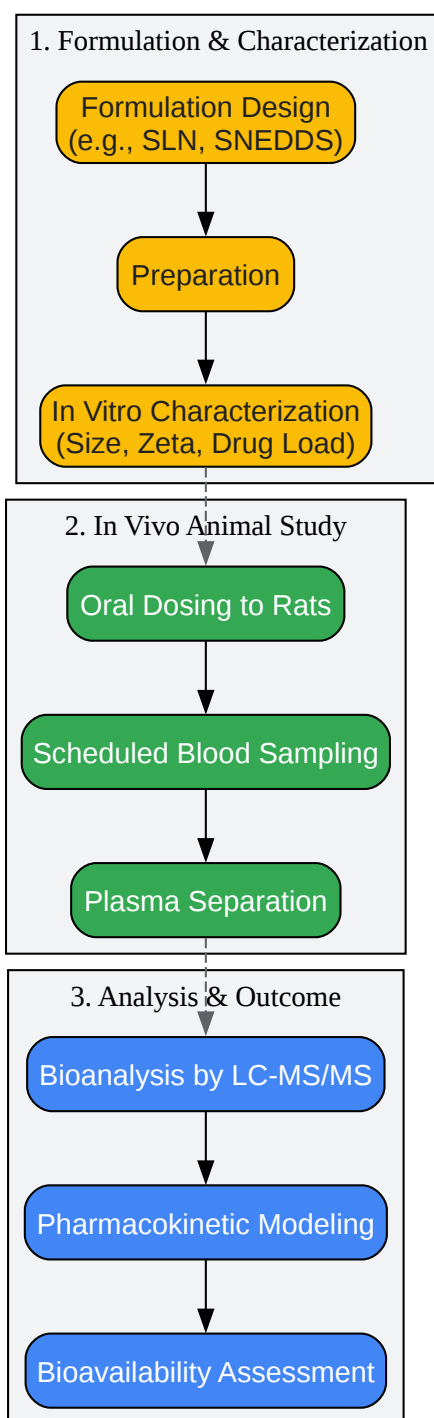 1. Formulation & Characterization
Formulation Design
(e.g., SLN, SNEDDS)
Preparation
In Vitro Characterization
(Size, Zeta, Drug Load)
2. In Vivo Animal Study
Oral Dosing to Rats
Scheduled Blood Sampling
Plasma Separation
3. Analysis & Outcome
Bioanalysis by LC-MS/MS
Pharmacokinetic Modeling
Bioavailability Assessment